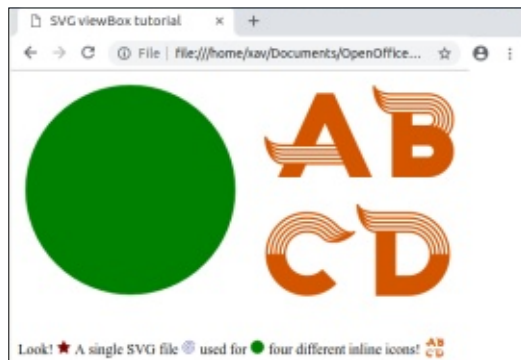 SVG viewBox tutorial
File | file:///home/xav/Documents/OpenOffice...
AB
CD
Look! A single SVG file used for four different inline icons! AB CD